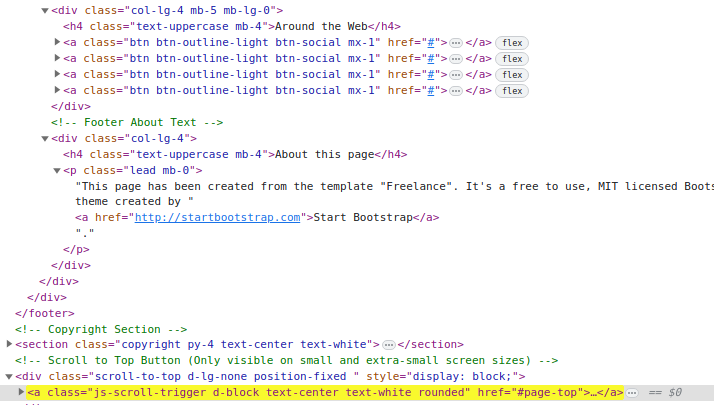 <div class="col-lg-4 mb-5 mb-lg-0">
<h4 class="text-uppercase mb-4">Around the Web</h4>
<a class="btn btn-outline-light btn-social mx-1" href="#">…</a> flex
<a class="btn btn-outline-light btn-social mx-1" href="#">…</a> flex
<a class="btn btn-outline-light btn-social mx-1" href="#">…</a> flex
<a class="btn btn-outline-light btn-social mx-1" href="#">…</a> flex
</div>
<!-- Footer About Text -->
<div class="col-lg-4">
<h4 class="text-uppercase mb-4">About this page</h4>
<p class="lead mb-0">
"This page has been created from the template "Freelance". It's a free to use, MIT licensed Boots
theme created by "
<a href="http://startbootstrap.com">Start Bootstrap</a>
"."
</p>
</div>
</div>
</div>
</footer>
<!-- Copyright Section -->
<section class="copyright py-4 text-center text-white">…</section>
<!-- Scroll to Top Button (Only visible on small and extra-small screen sizes) -->
<div class="scroll-to-top d-lg-none position-fixed " style="display: block;">
<a class="js-scroll-trigger d-block text-center text-white rounded" href="#page-top">…</a>… == $0